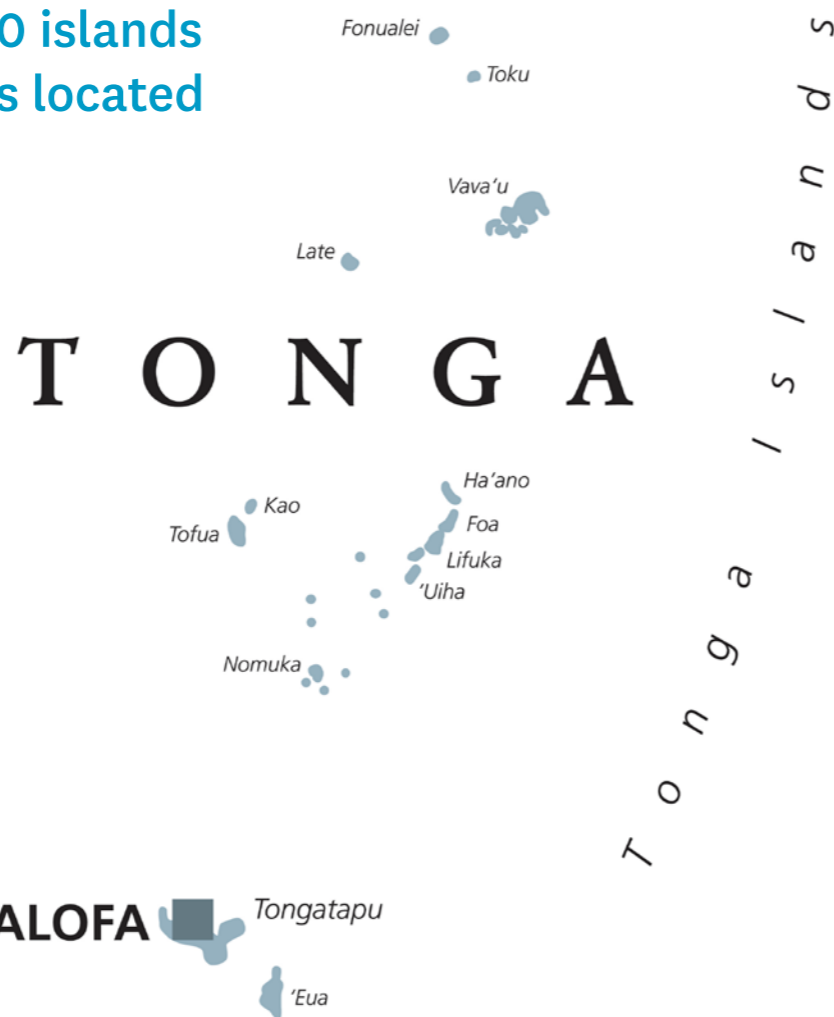 0 islands
s located
Fonualei
Toku
Vava‘u
Late
TONGA
Ha‘ano
Kao
Foa
Tofua
Lifuka
‘Uiha
Nomuka
Tonga Islands
ALOFA
Tongatapu
‘Eua